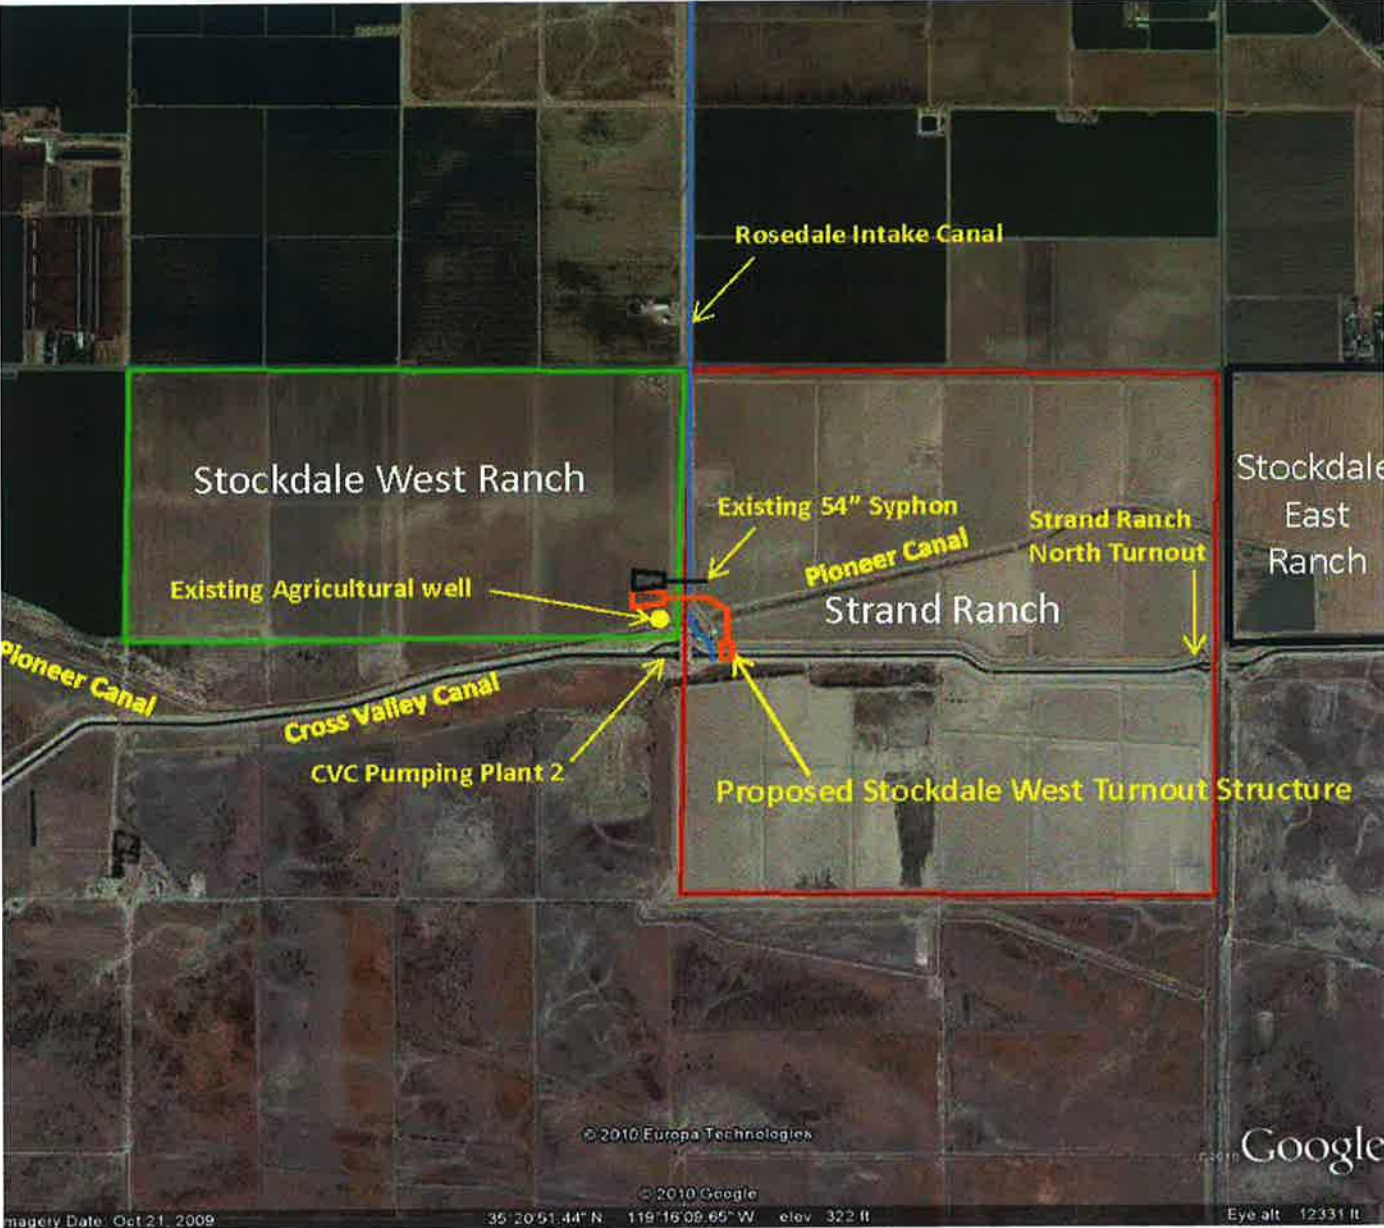 Rosedale Intake Canal
Stockdale West Ranch
Stockdale
East
Ranch
Existing 54" Syphon
Strand Ranch
North Turnout
Pioneer Canal
Existing Agricultural well
Strand Ranch
Pioneer Canal
Cross Valley Canal
CVC Pumping Plant 2
Proposed Stockdale West Turnout Structure
© 2010 Europa Technologies
Google
© 2010 Google
magery Date: Oct 21, 2009
35°20'51.44" N 119°16'09.65" W elev 322 ft
Eye alt 12331 ft